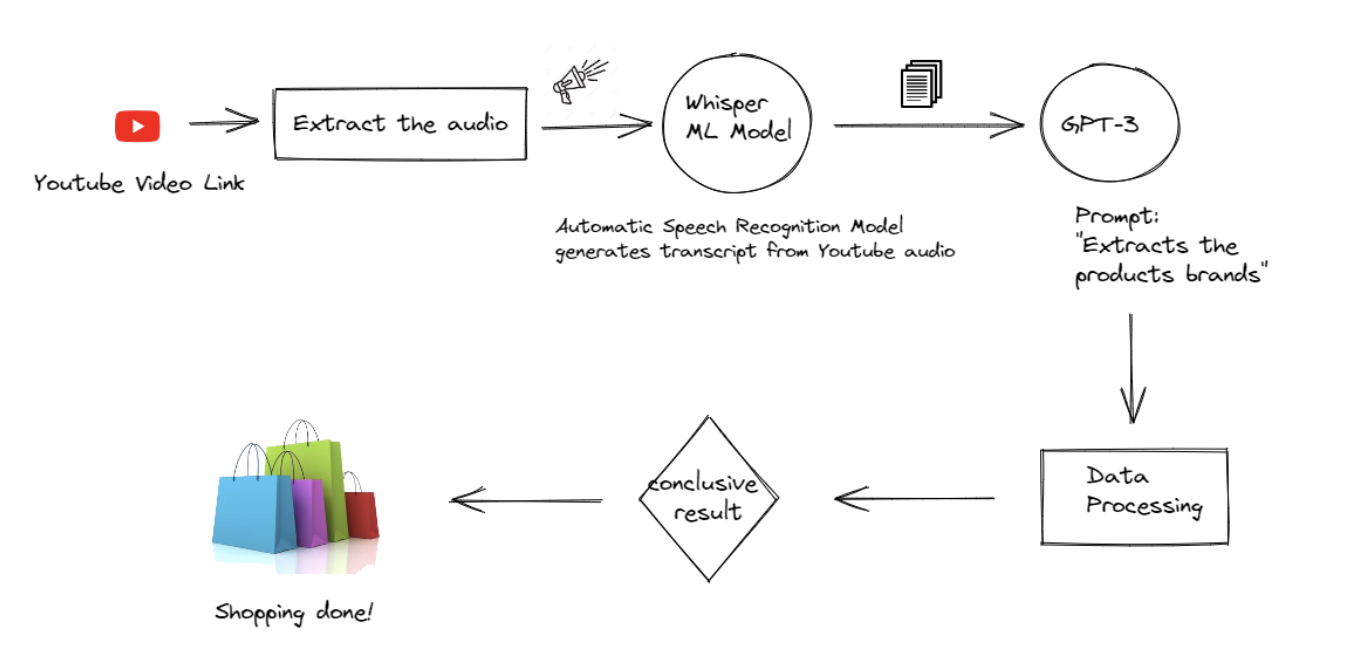 Youtube Video Link
Extract the audio
Whisper
ML Model
Automatic Speech Recognition Model
generates transcript from Youtube audio
GPT-3
Prompt:
"Extracts the
products brands"
Data
Processing
conclusive
result
Shopping done!